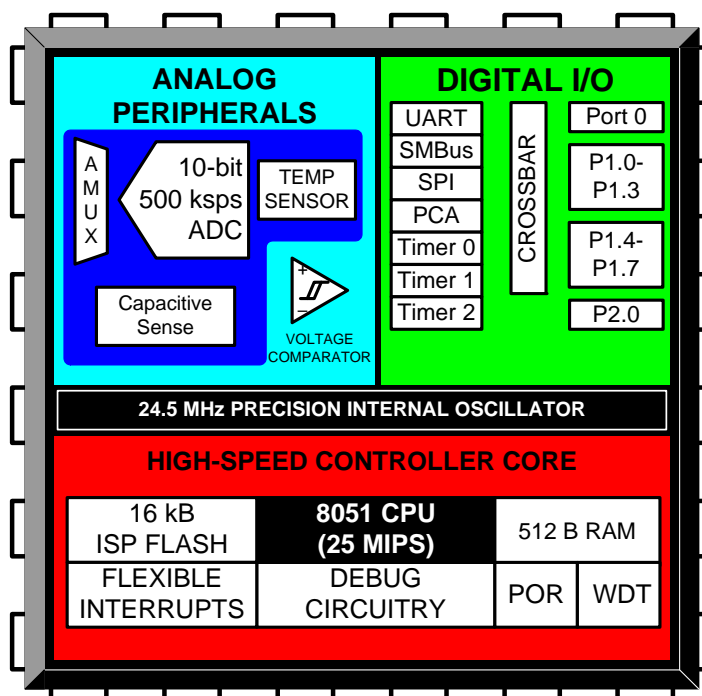 ANALOG
PERIPHERALS
A
M
U
X
10-bit
500 ksps
ADC
TEMP
SENSOR
Capacitive
Sense
+
–
VOLTAGE
COMPARATOR
DIGITAL I/O
UART
SMBus
SPI
PCA
Timer 0
Timer 1
Timer 2
CROSSBAR
Port 0
P1.0-
P1.3
P1.4-
P1.7
P2.0
24.5 MHz PRECISION INTERNAL OSCILLATOR
HIGH-SPEED CONTROLLER CORE
16 kB
ISP FLASH
8051 CPU
(25 MIPS)
512 B RAM
FLEXIBLE
INTERRUPTS
DEBUG
CIRCUITRY
POR
WDT